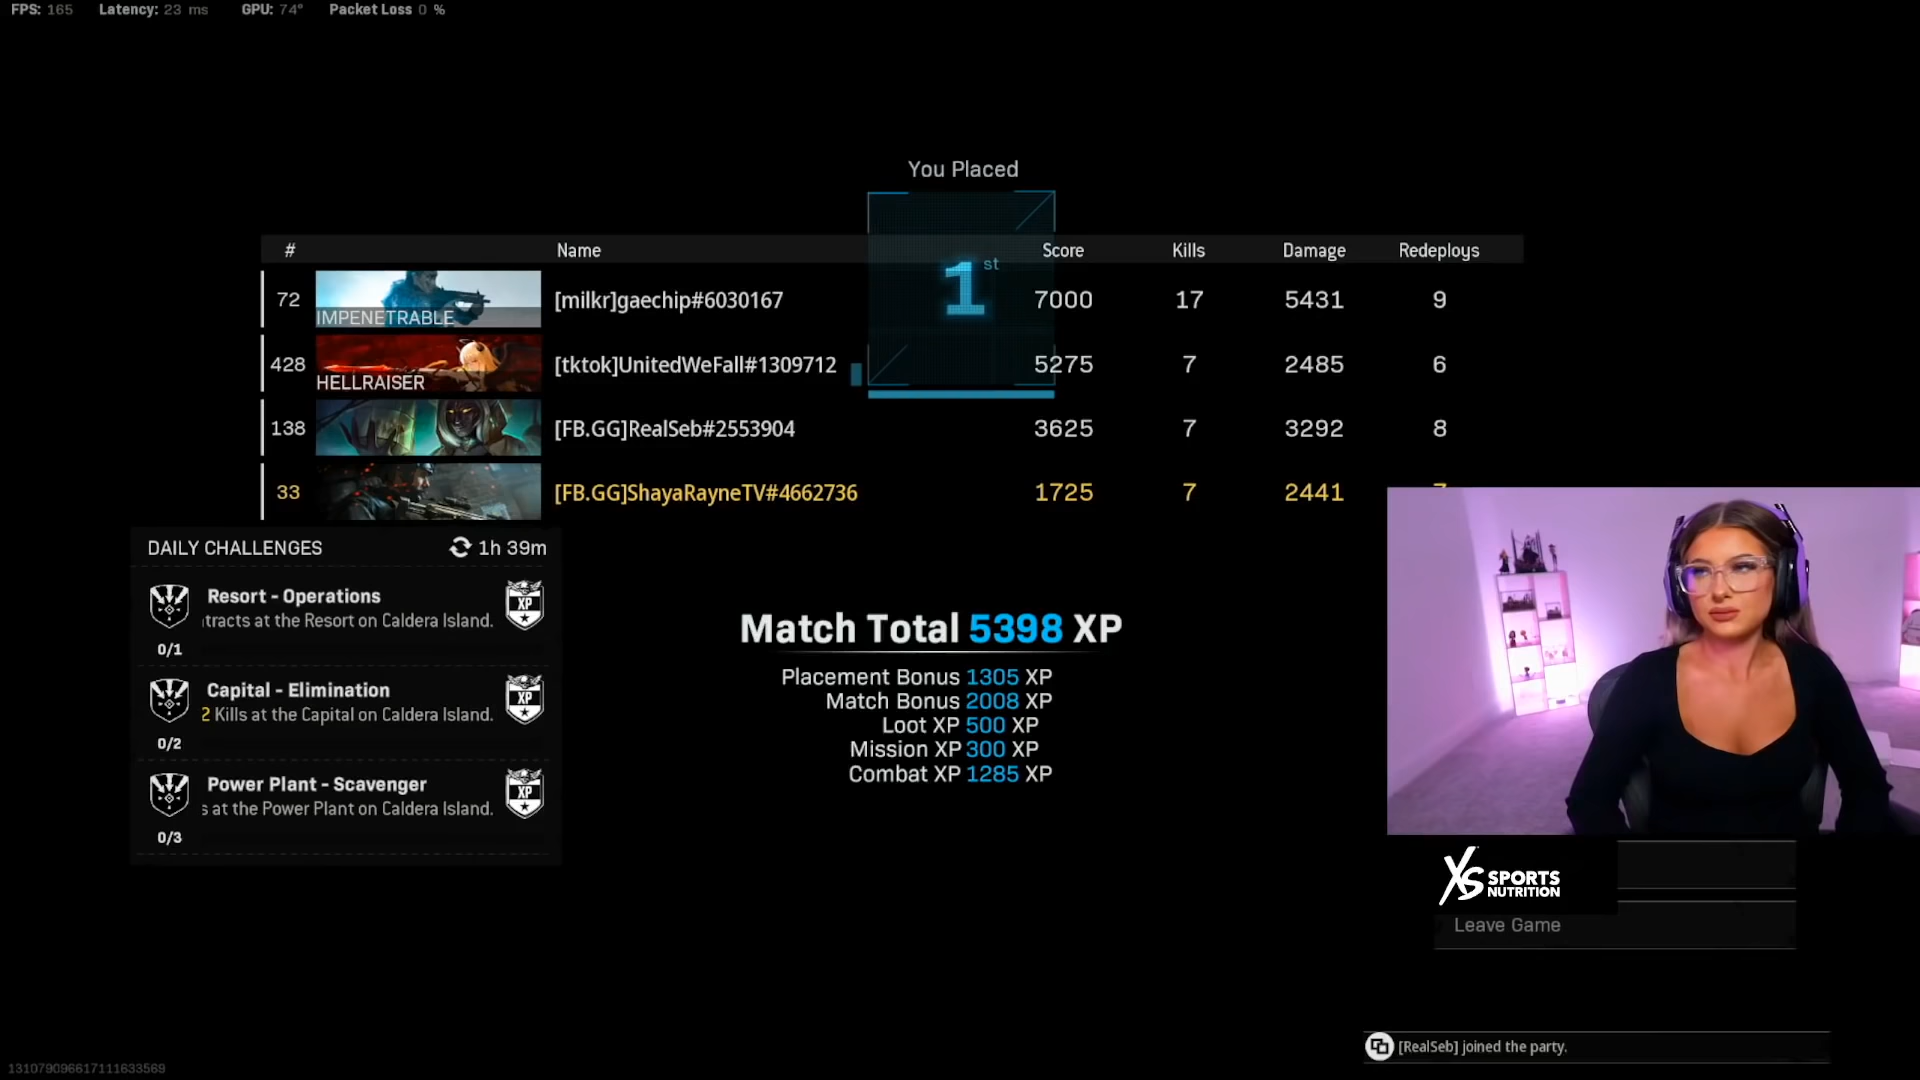 FPS: 165 Latency: 23 ms GPU: 74° Packet Loss 0 %
You Placed
1st
# Name Score Kills Damage Redeploys
72 IMPENETRABLE [milkr]gaechip#6030167 7000 17 5431 9
428 HELLRAISER [tktok]UnitedWeFall#1309712 5275 7 2485 6
138 [FB.GG]RealSeb#2553904 3625 7 3292 8
33 [FB.GG]ShayaRayneTV#4662736 1725 7 2441
DAILY CHALLENGES 1h 39m
Resort - Operations
tracts at the Resort on Caldera Island.
XP
0/1
Capital - Elimination
2 Kills at the Capital on Caldera Island.
XP
0/2
Power Plant - Scavenger
s at the Power Plant on Caldera Island.
XP
0/3
Match Total 5398 XP
Placement Bonus 1305 XP
Match Bonus 2008 XP
Loot XP 500 XP
Mission XP 300 XP
Combat XP 1285 XP
XS SPORTS
NUTRITION
Leave Game
[RealSeb] joined the party.
131079096617111633569